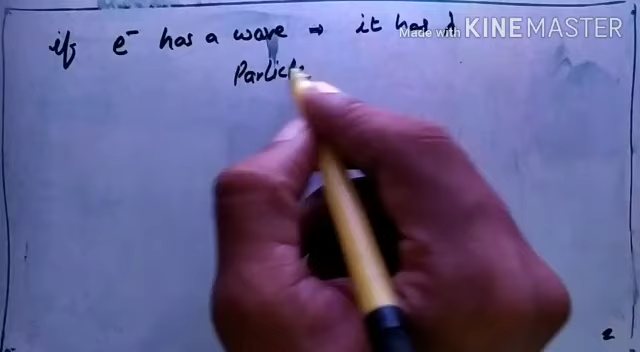 if e⁻ has a wave ⇒ it has λ
Particle
Made with KINEMASTER
2